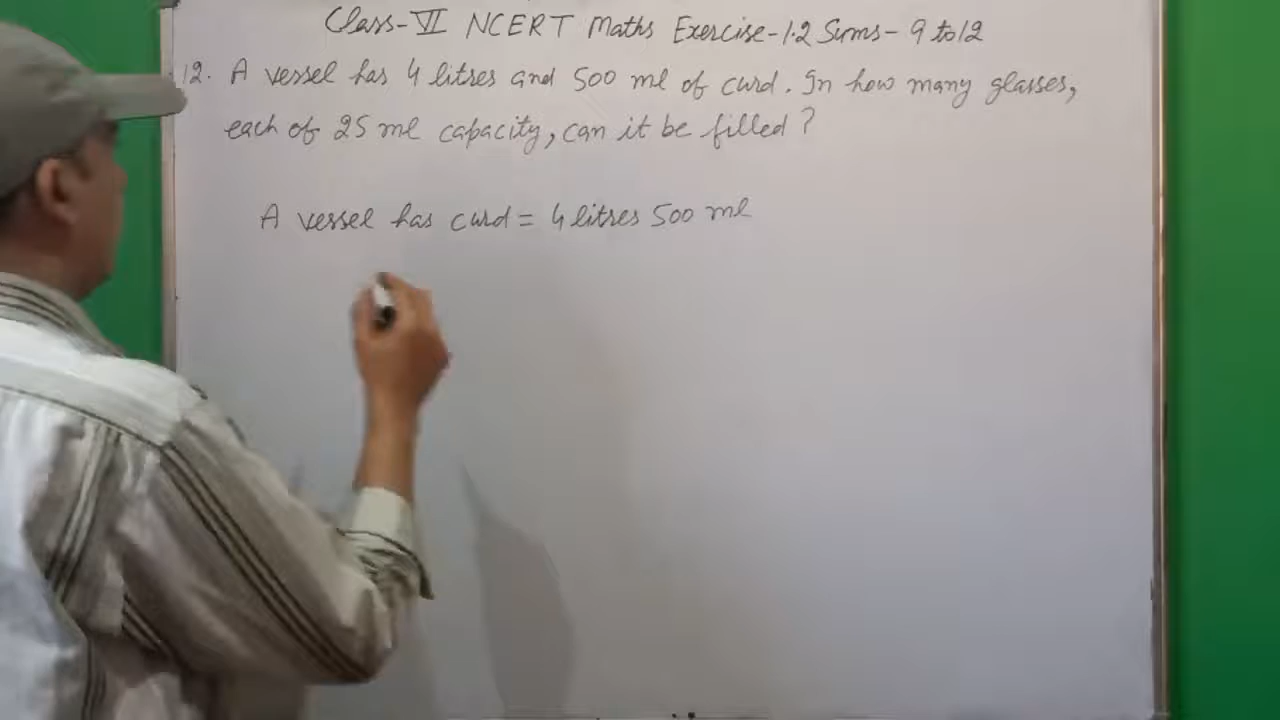 Class-VI NCERT Maths Exercise-1.2 Sums-9 to 12
12. A vessel has 4 litres and 500 ml of curd. In how many glasses,
each of 25 ml capacity, can it be filled?
A vessel has curd = 4 litres 500 ml